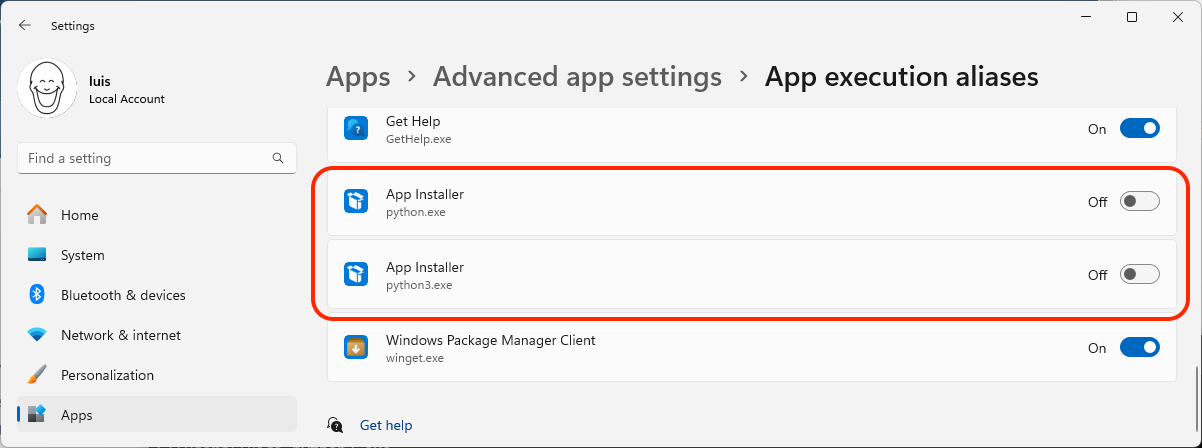 Settings
luis
Local Account
Find a setting
Home
System
Bluetooth & devices
Network & internet
Personalization
Apps
Apps > Advanced app settings > App execution aliases
Get Help
GetHelp.exe
On
App Installer
python.exe
Off
App Installer
python3.exe
Off
Windows Package Manager Client
winget.exe
On
Get help